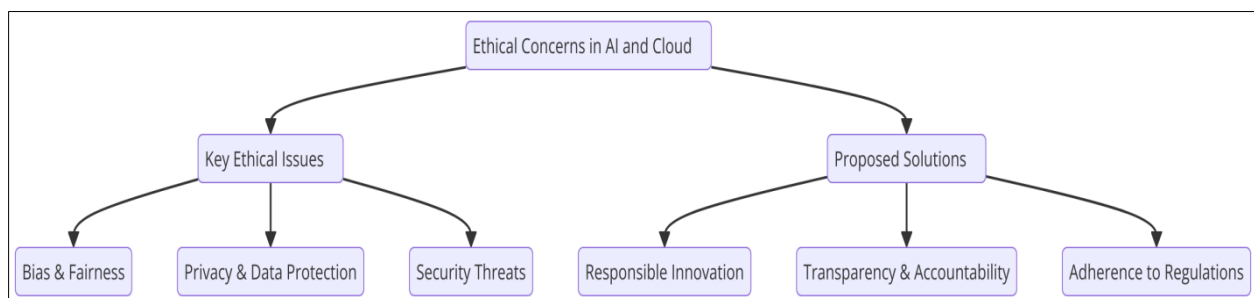 Ethical Concerns in AI and Cloud
Key Ethical Issues
Proposed Solutions
Bias & Fairness
Privacy & Data Protection
Security Threats
Responsible Innovation
Transparency & Accountability
Adherence to Regulations